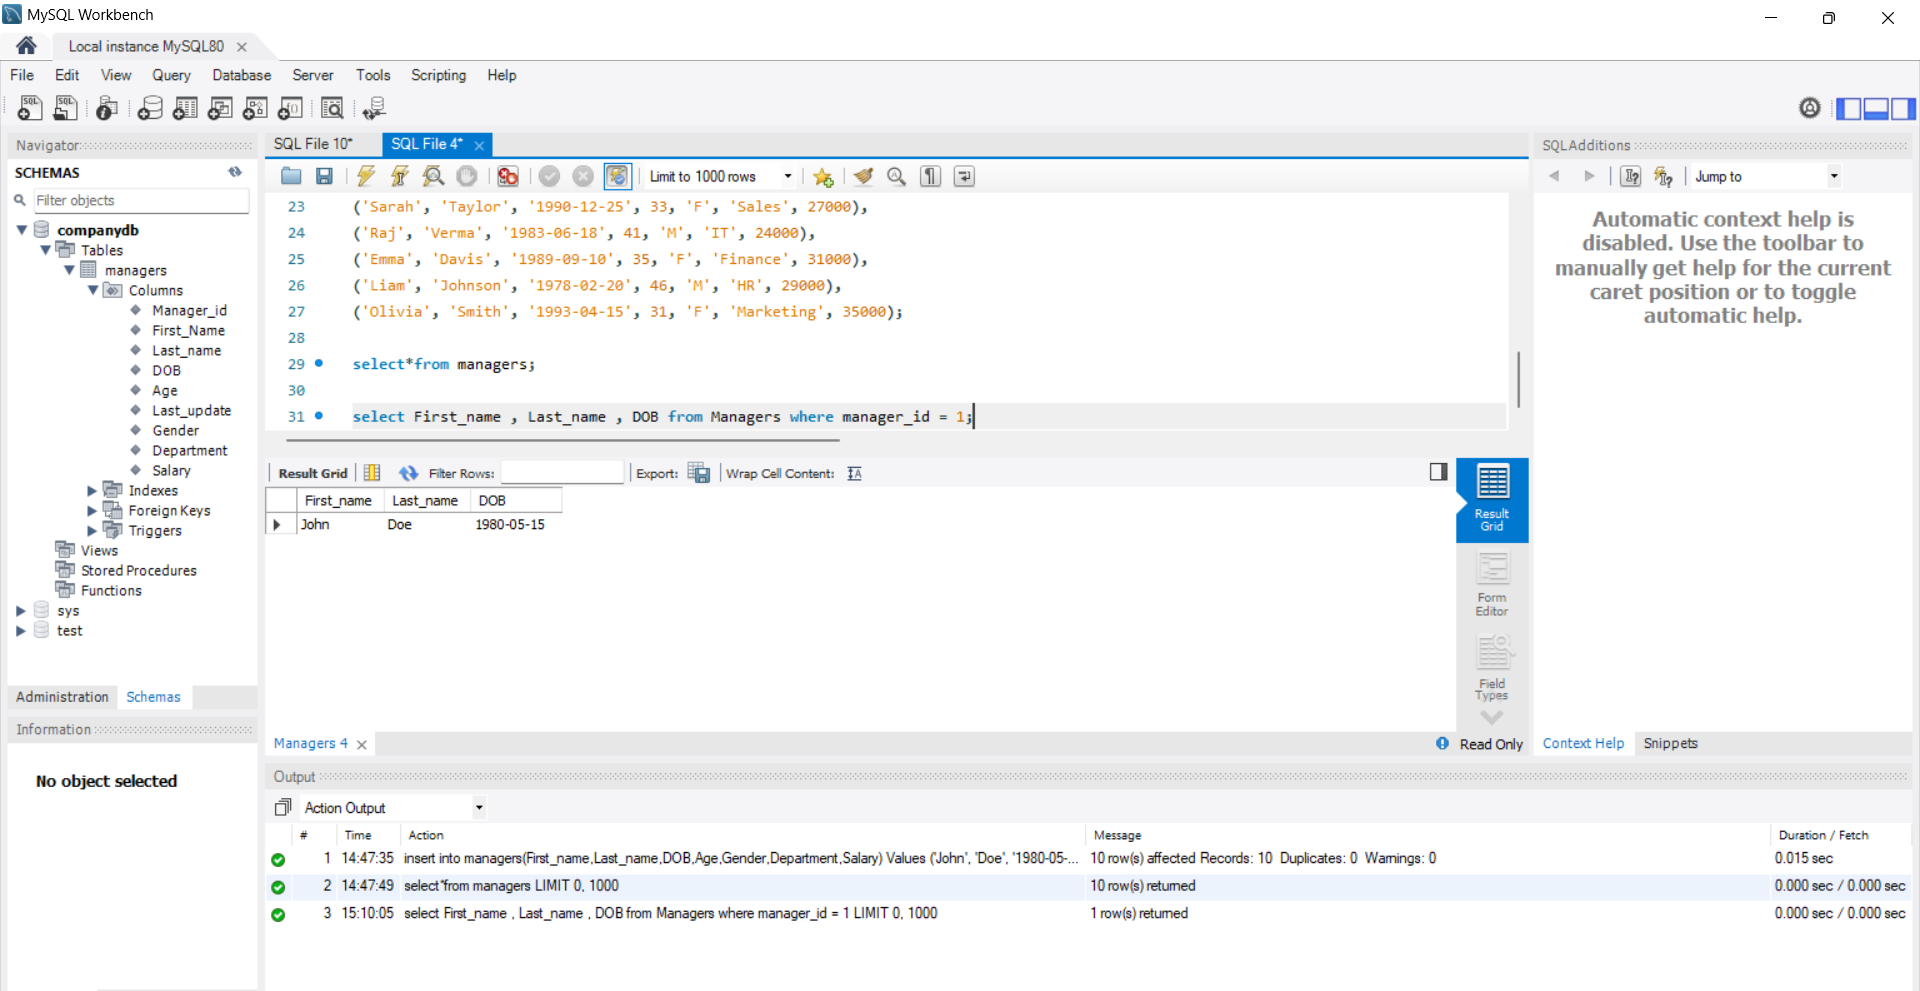 MySQL Workbench
Local instance MySQL80
File Edit View Query Database Server Tools Scripting Help
Navigator
SCHEMAS
Filter objects
companydb
Tables
managers
Columns
Manager_id
First_Name
Last_name
DOB
Age
Last_update
Gender
Department
Salary
Indexes
Foreign Keys
Triggers
Views
Stored Procedures
Functions
sys
test
Administration Schemas
Information
No object selected
SQL File 10* SQL File 4*
Limit to 1000 rows
23 ('Sarah', 'Taylor', '1990-12-25', 33, 'F', 'Sales', 27000),
24 ('Raj', 'Verma', '1983-06-18', 41, 'M', 'IT', 24000),
25 ('Emma', 'Davis', '1989-09-10', 35, 'F', 'Finance', 31000),
26 ('Liam', 'Johnson', '1978-02-20', 46, 'M', 'HR', 29000),
27 ('Olivia', 'Smith', '1993-04-15', 31, 'F', 'Marketing', 35000);
28
29 select*from managers;
30
31 select First_name , Last_name , DOB from Managers where manager_id = 1;
Result Grid Filter Rows: Export: Wrap Cell Content:
First_name Last_name DOB
John Doe 1980-05-15
Result Grid
Form Editor
Field Types
Managers 4
Read Only
SQLAdditions
Jump to
Automatic context help is
disabled. Use the toolbar to
manually get help for the current
caret position or to toggle
automatic help.
Context Help Snippets
Output
Action Output
# Time Action Message Duration / Fetch
1 14:47:35 insert into managers(First_name,Last_name,DOB,Age,Gender,Department,Salary) Values ('John', 'Doe', '1980-05-... 10 row(s) affected Records: 10 Duplicates: 0 Warnings: 0 0.015 sec
2 14:47:49 select*from managers LIMIT 0, 1000 10 row(s) returned 0.000 sec / 0.000 sec
3 15:10:05 select First_name , Last_name , DOB from Managers where manager_id = 1 LIMIT 0, 1000 1 row(s) returned 0.000 sec / 0.000 sec